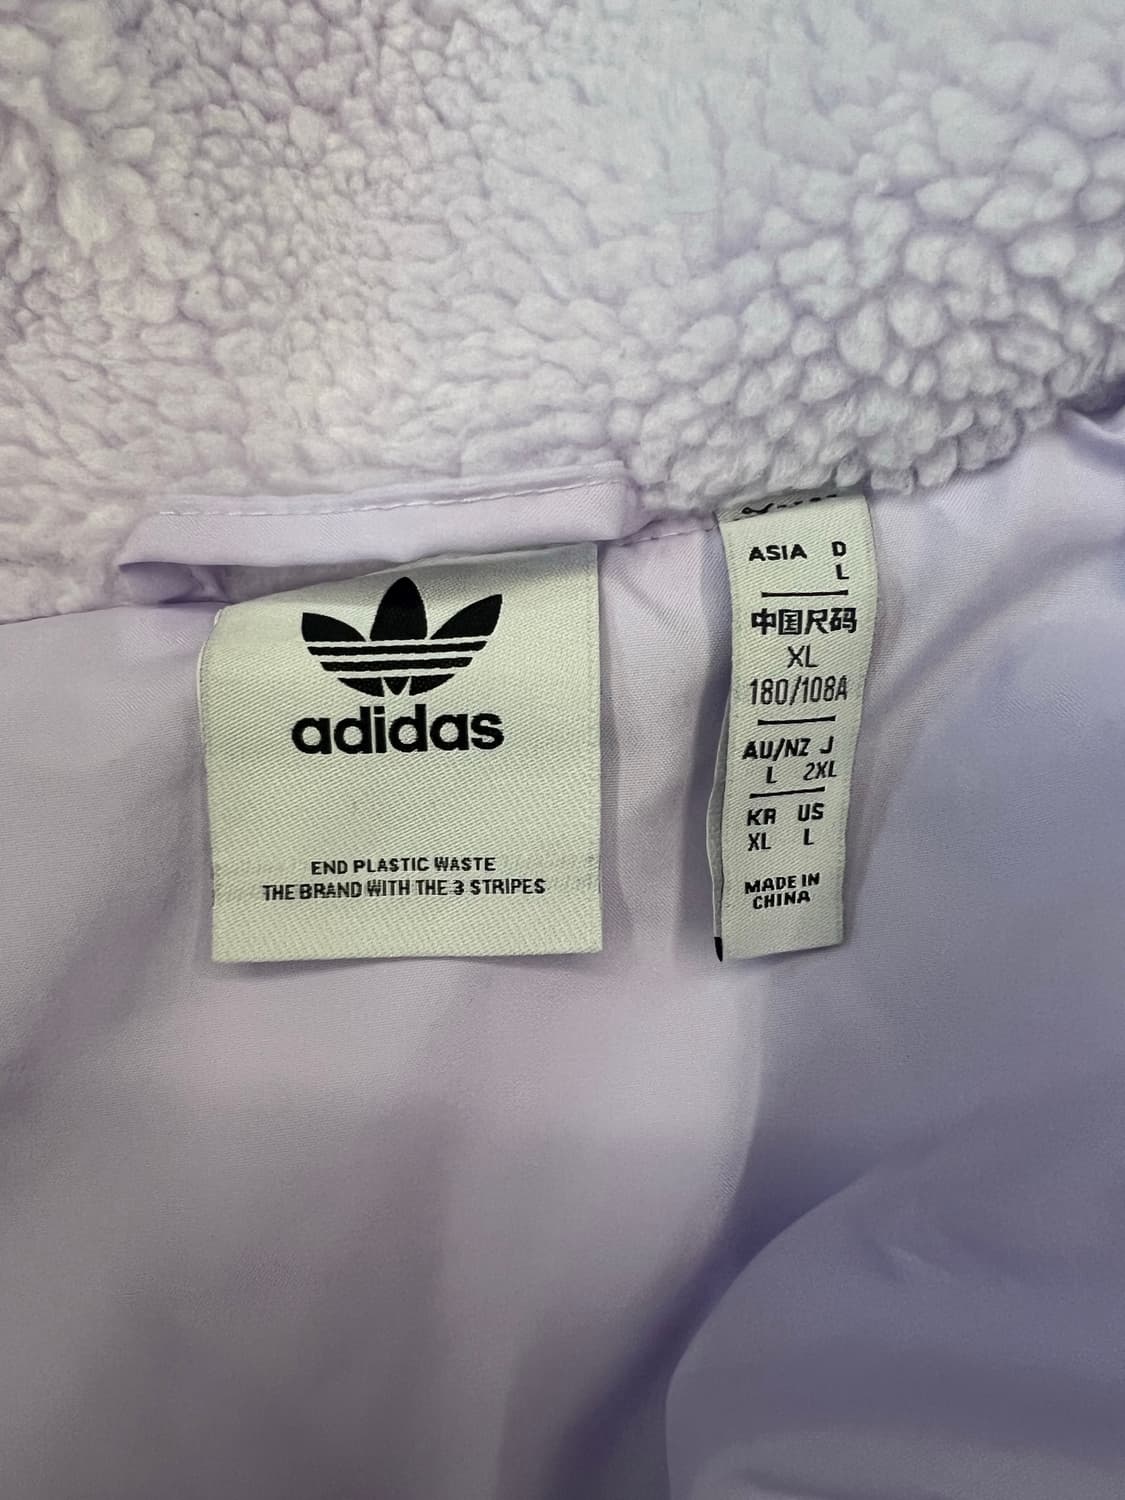 adidas
END PLASTIC WASTE
THE BRAND WITH THE 3 STRIPES
ASIA D
L
中国尺码
XL
180/108A
AU/NZ J
L 2XL
KR US
XL L
MADE IN
CHINA